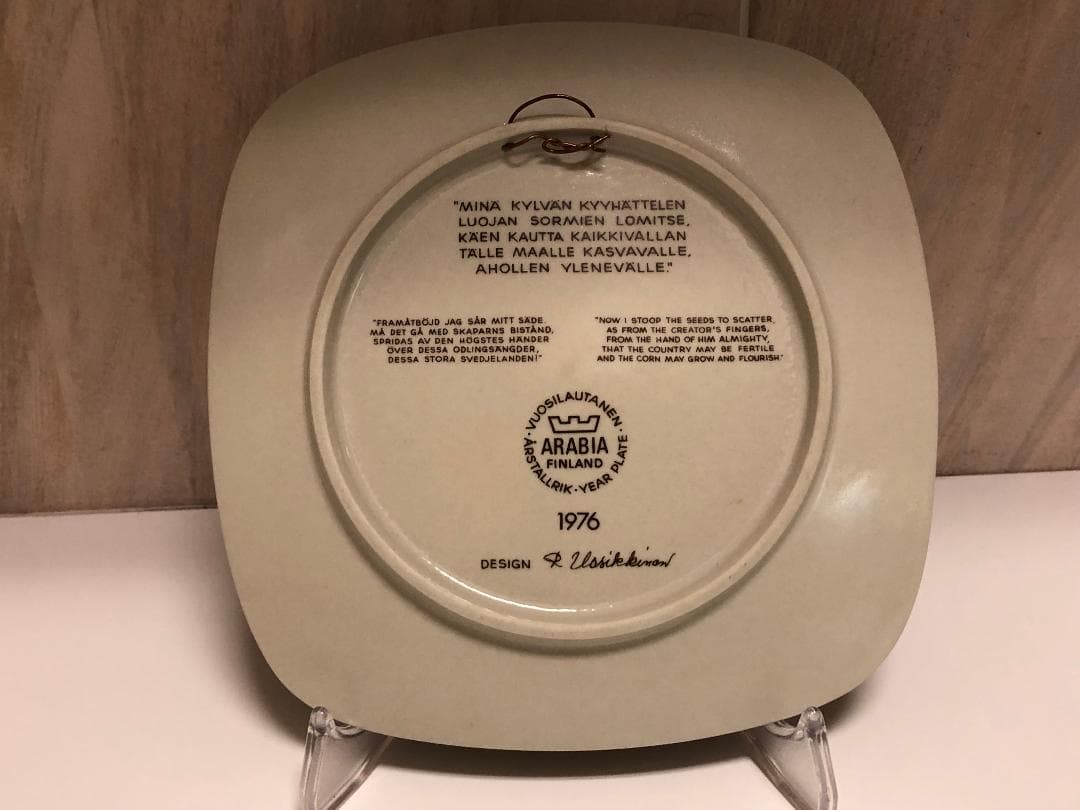 "MINÄ KYLVÄN KYYHÄTTELEN
LUOJAN SORMIEN LOMITSE,
KÄEN KAUTTA KAIKKIVALLAN
TÄLLE MAALLE KASVAVALLE,
AHOLLEN YLENEVÄLLE."
"FRAMÅTBÖJD JAG SÅR MITT SÄDE.
MÅ DET GÅ MED SKAPARNS BISTÅND,
SPRIDAS AV DEN HÖGSTES HÄNDER
ÖVER DESSA ODLINGSÄNGDER,
DESSA STORA SVEDJELANDEN!"
"NOW I STOOP THE SEEDS TO SCATTER,
AS FROM THE CREATOR'S FINGERS,
FROM THE HAND OF HIM ALMIGHTY,
THAT THE COUNTRY MAY BE FERTILE
AND THE CORN MAY GROW AND FLOURISH."
· VUOSILAUTANEN ·
ARABIA
FINLAND
ÅRSTALLRIK · YEAR PLATE
1976
DESIGN R Uosikkinen